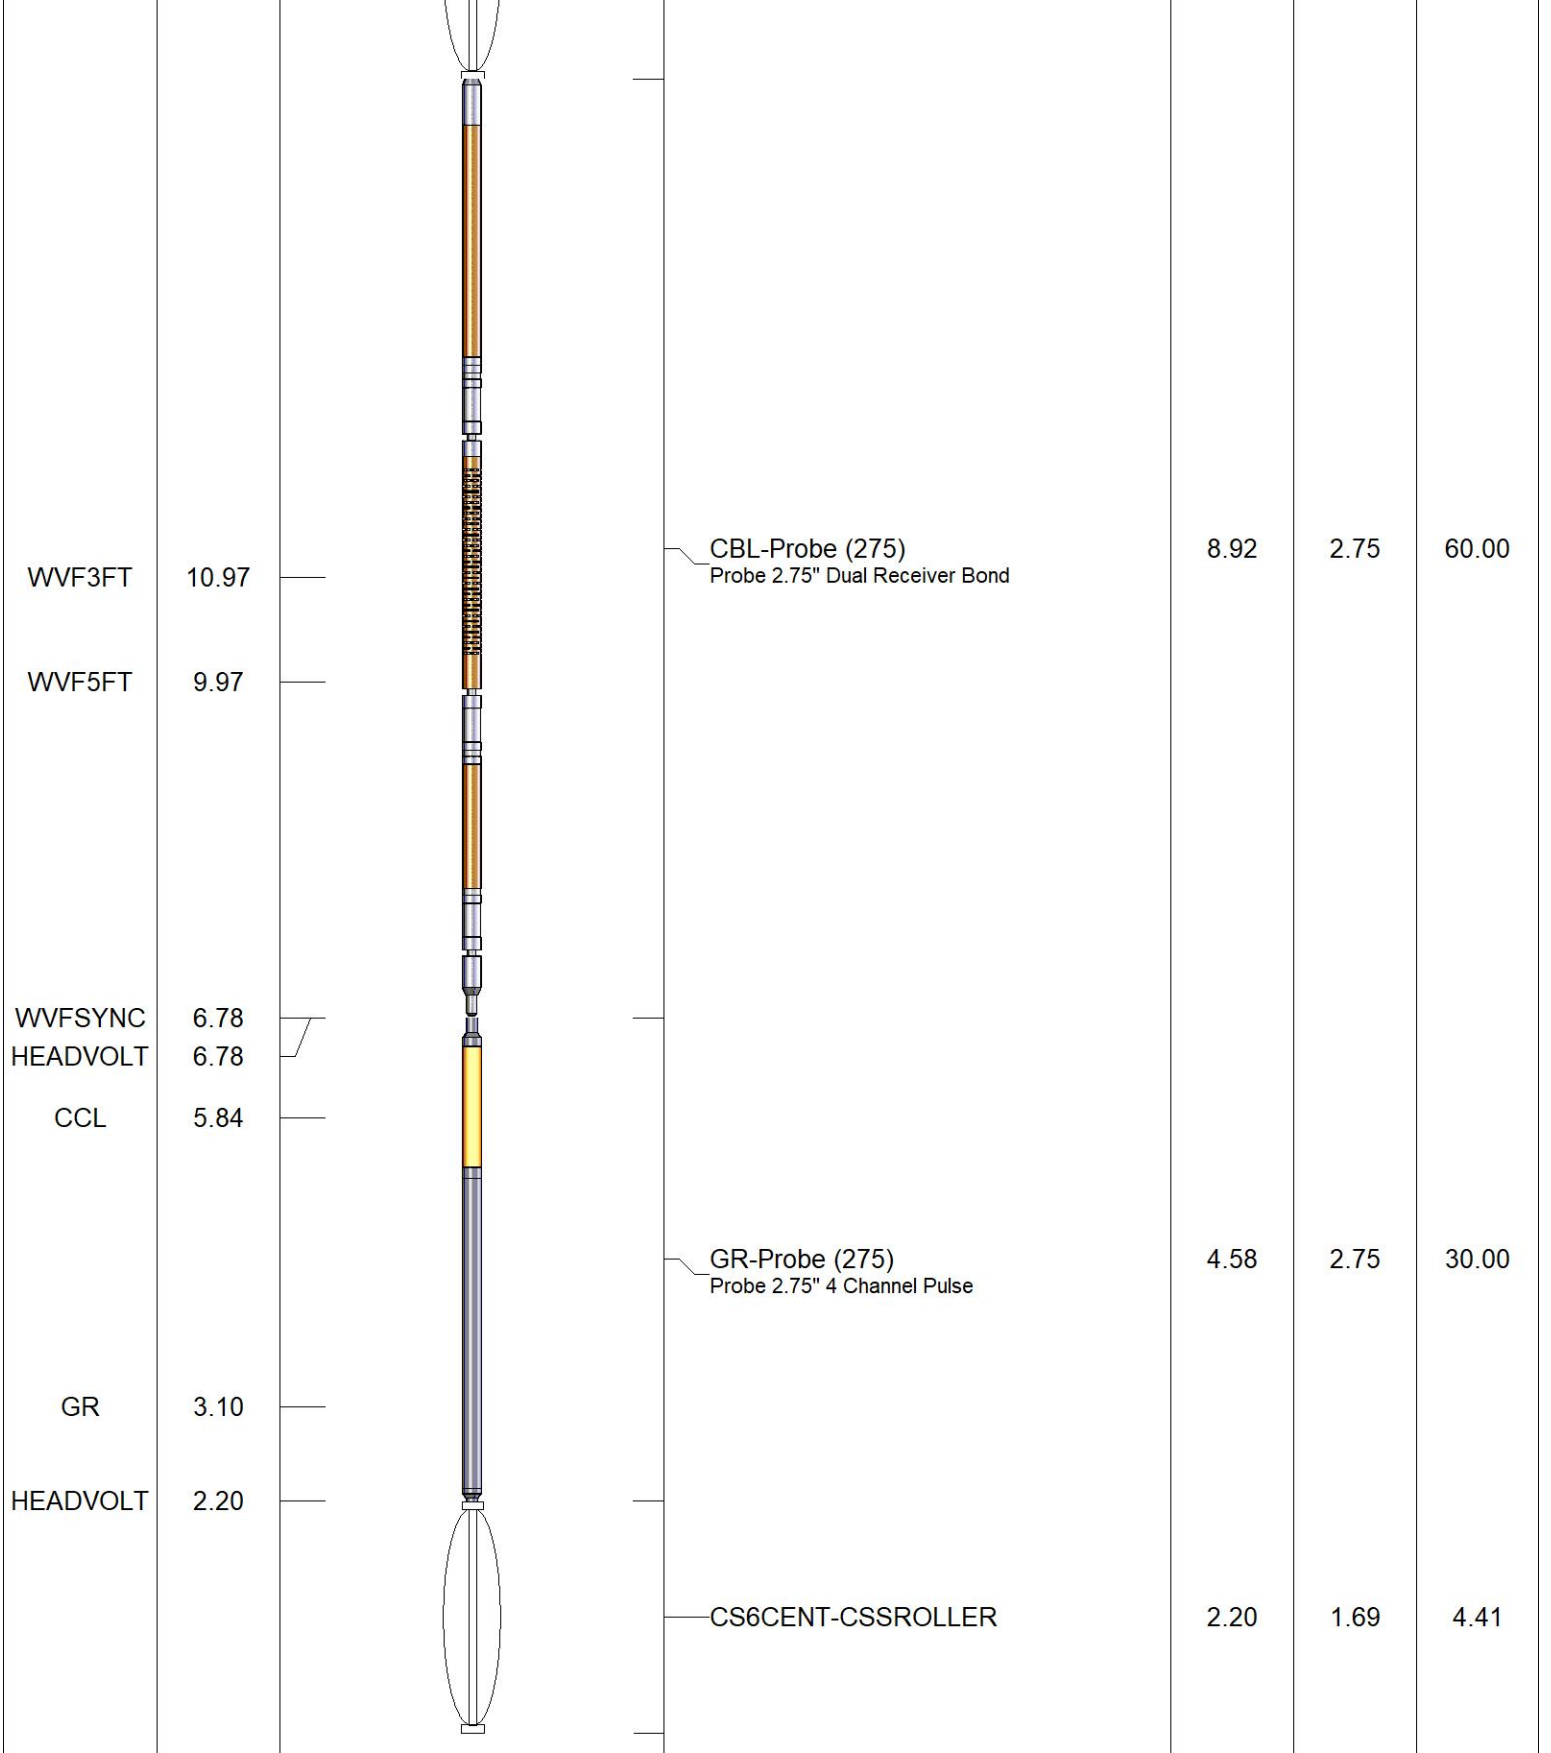 CBL-Probe (275) 8.92 2.75 60.00
Probe 2.75" Dual Receiver Bond
WVF3FT 10.97
WVF5FT 9.97
WVFSYNC 6.78
HEADVOLT 6.78
CCL 5.84
GR-Probe (275) 4.58 2.75 30.00
Probe 2.75" 4 Channel Pulse
GR 3.10
HEADVOLT 2.20
CS6CENT-CSSROLLER 2.20 1.69 4.41